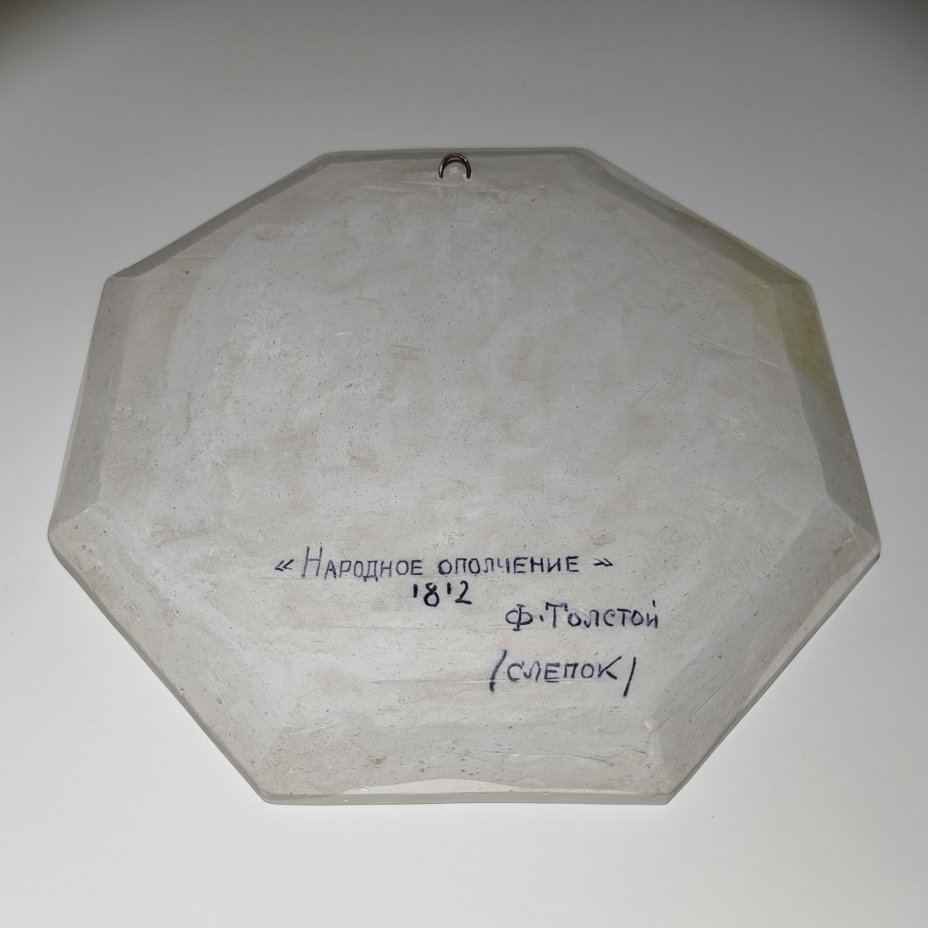 « Народное ополчение »
1812
Ф. Толстой
/слепок/